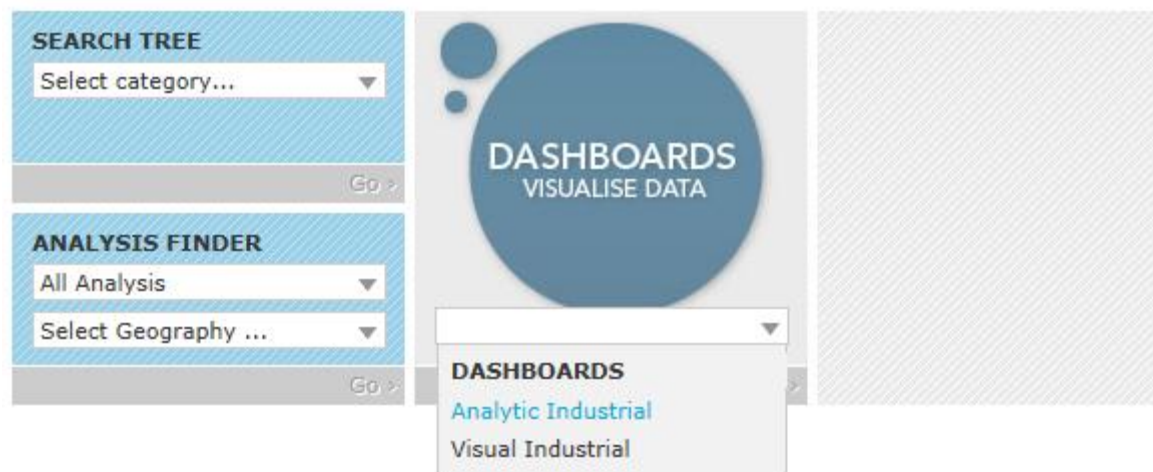 SEARCH TREE
Select category...
Go >
ANALYSIS FINDER
All Analysis
Select Geography ...
Go >
DASHBOARDS
VISUALISE DATA
DASHBOARDS
Analytic Industrial
Visual Industrial